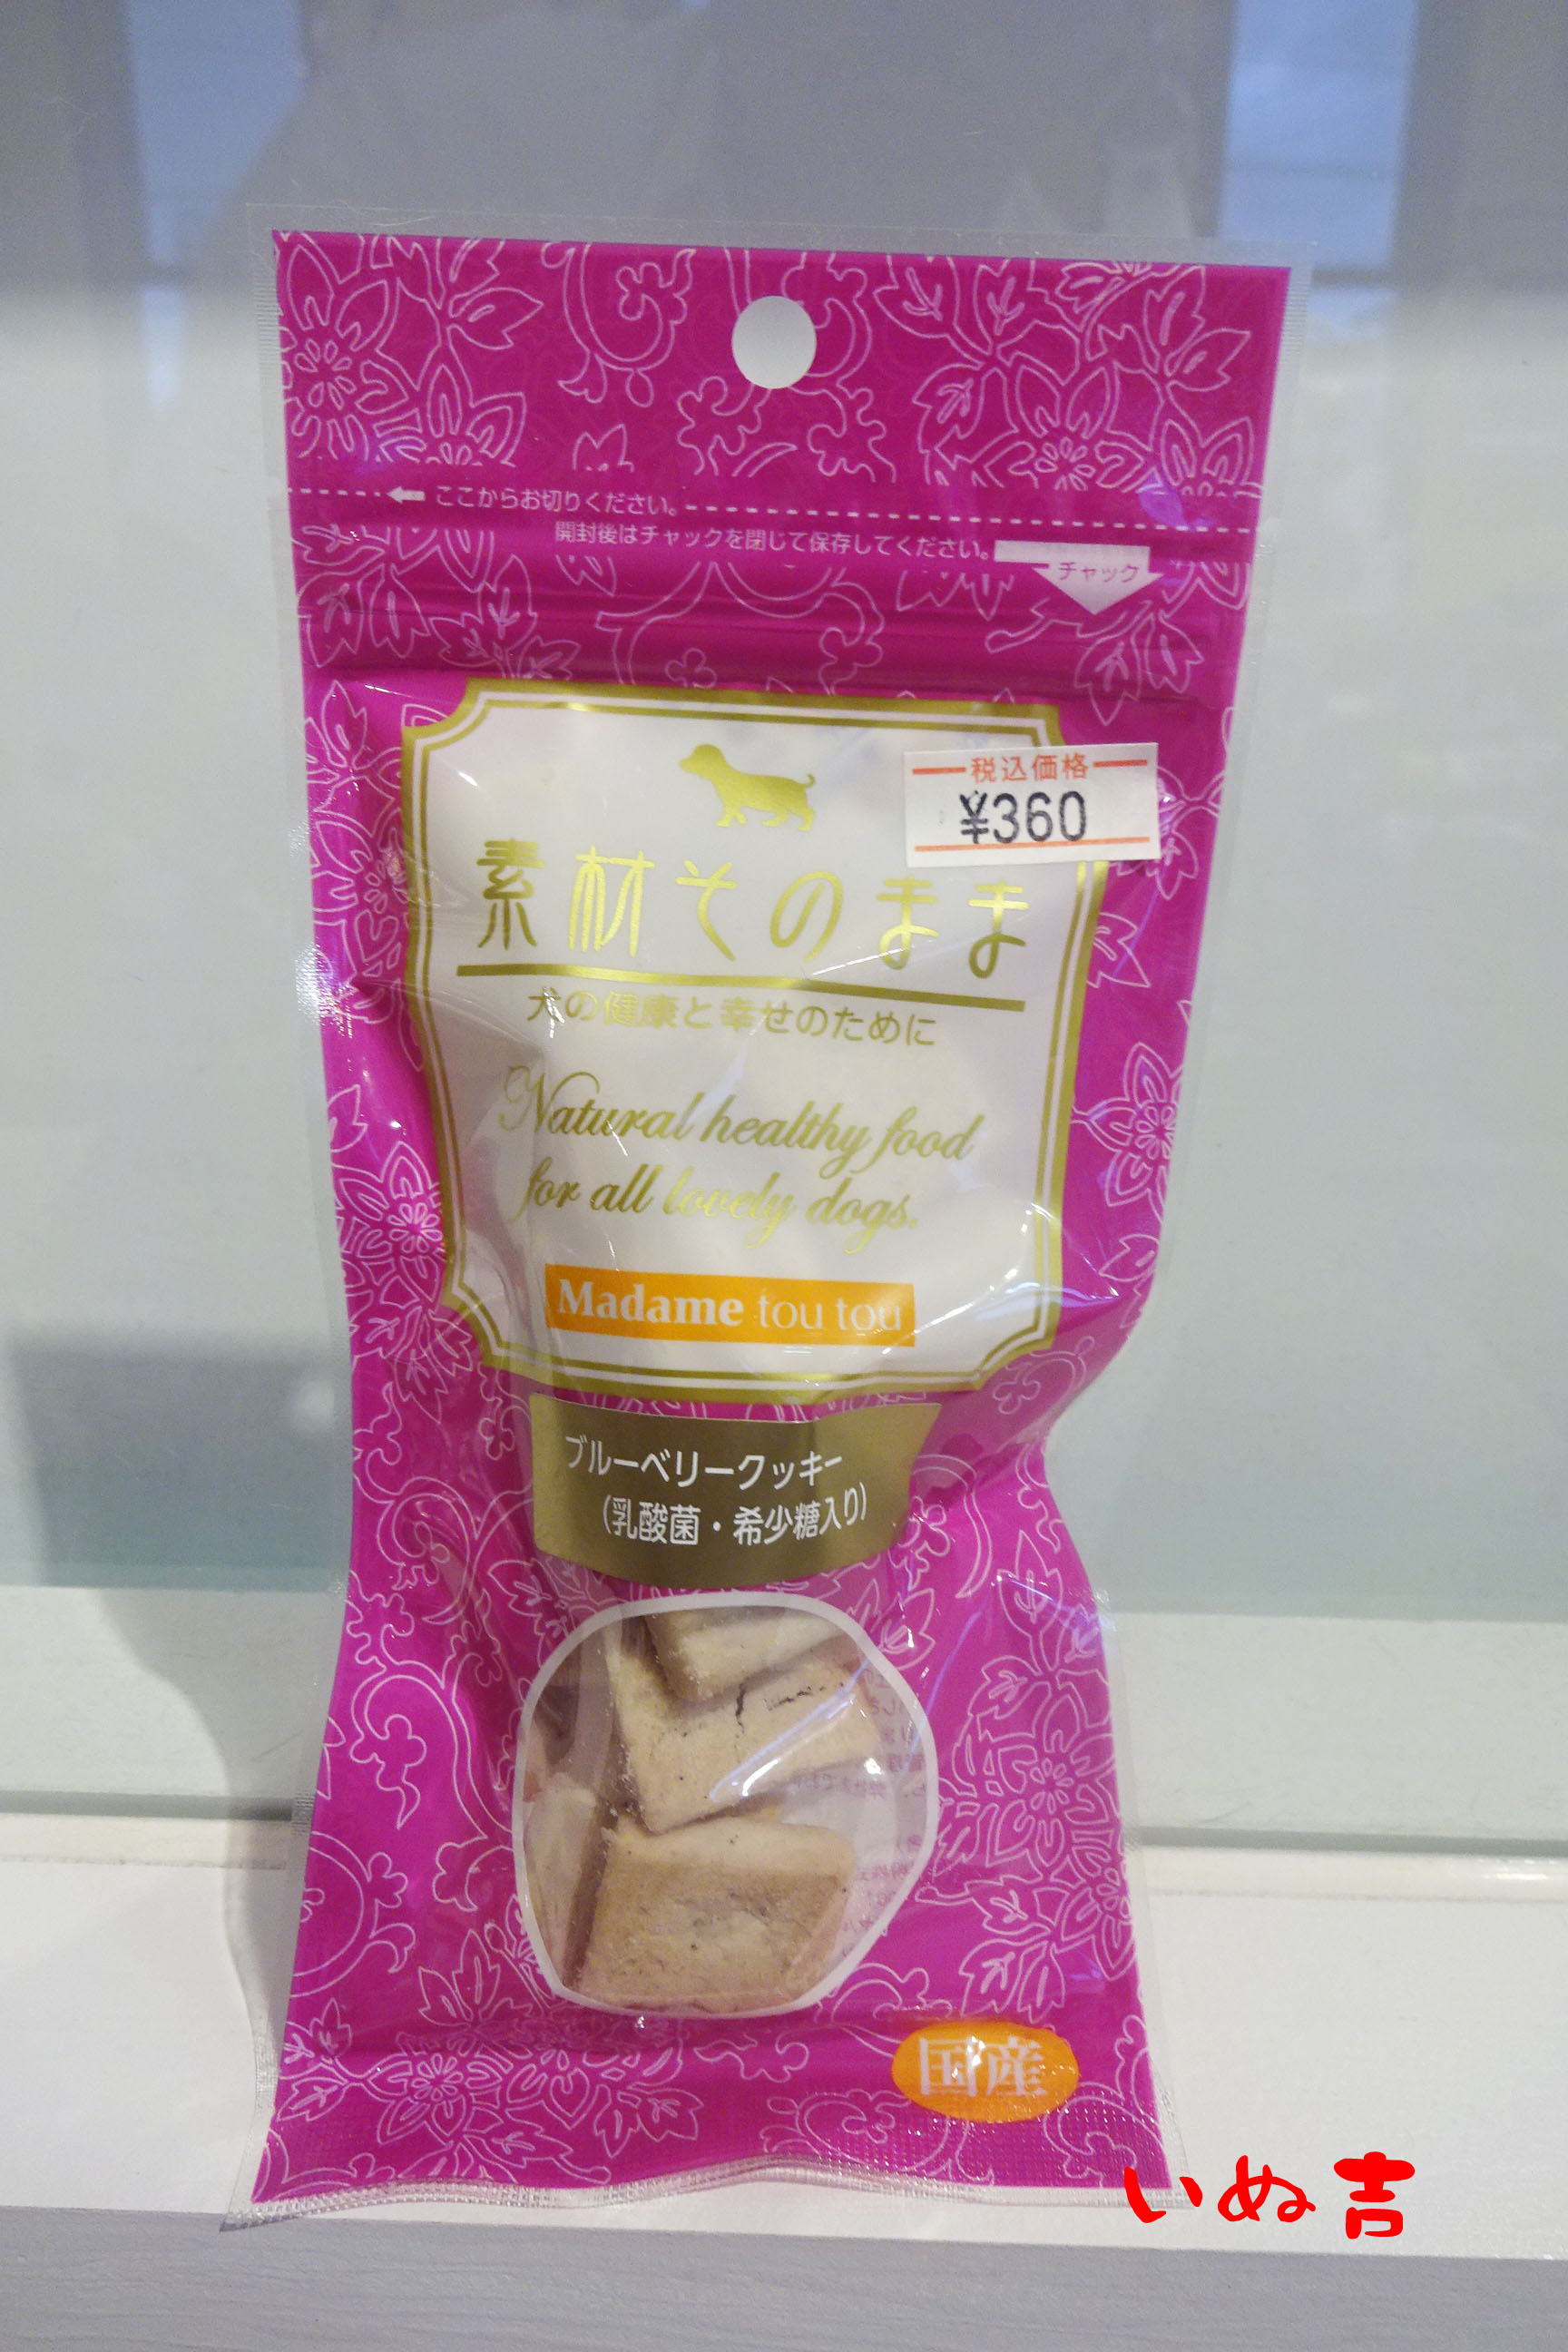 ここからお切りください。
開封後はチャックを閉じて保存してください。
チャック
税込価格
¥360
素材そのまま
犬の健康と幸せのために
Natural healthy food
for all lovely dogs.
Madame tou tou
ブルーベリークッキー
(乳酸菌・希少糖入り)
国産
いぬ吉